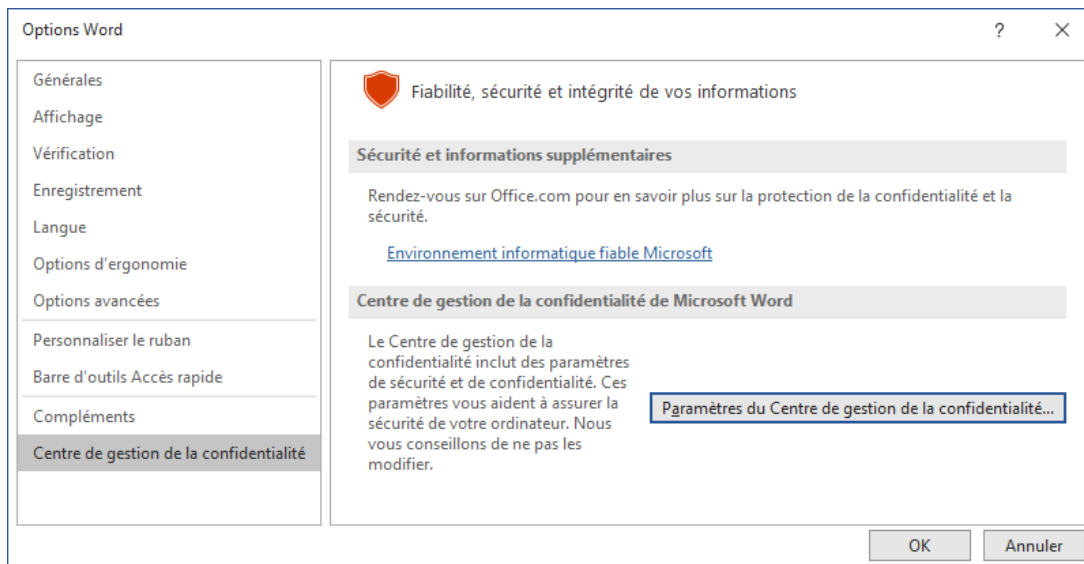 Options Word
?
Générales
Affichage
Vérification
Enregistrement
Langue
Options d'ergonomie
Options avancées
Personnaliser le ruban
Barre d'outils Accès rapide
Compléments
Centre de gestion de la confidentialité
Fiabilité, sécurité et intégrité de vos informations
Sécurité et informations supplémentaires
Rendez-vous sur Office.com pour en savoir plus sur la protection de la confidentialité et la
sécurité.
Environnement informatique fiable Microsoft
Centre de gestion de la confidentialité de Microsoft Word
Le Centre de gestion de la
confidentialité inclut des paramètres
de sécurité et de confidentialité. Ces
paramètres vous aident à assurer la
sécurité de votre ordinateur. Nous
vous conseillons de ne pas les
modifier.
Paramètres du Centre de gestion de la confidentialité...
OK
Annuler